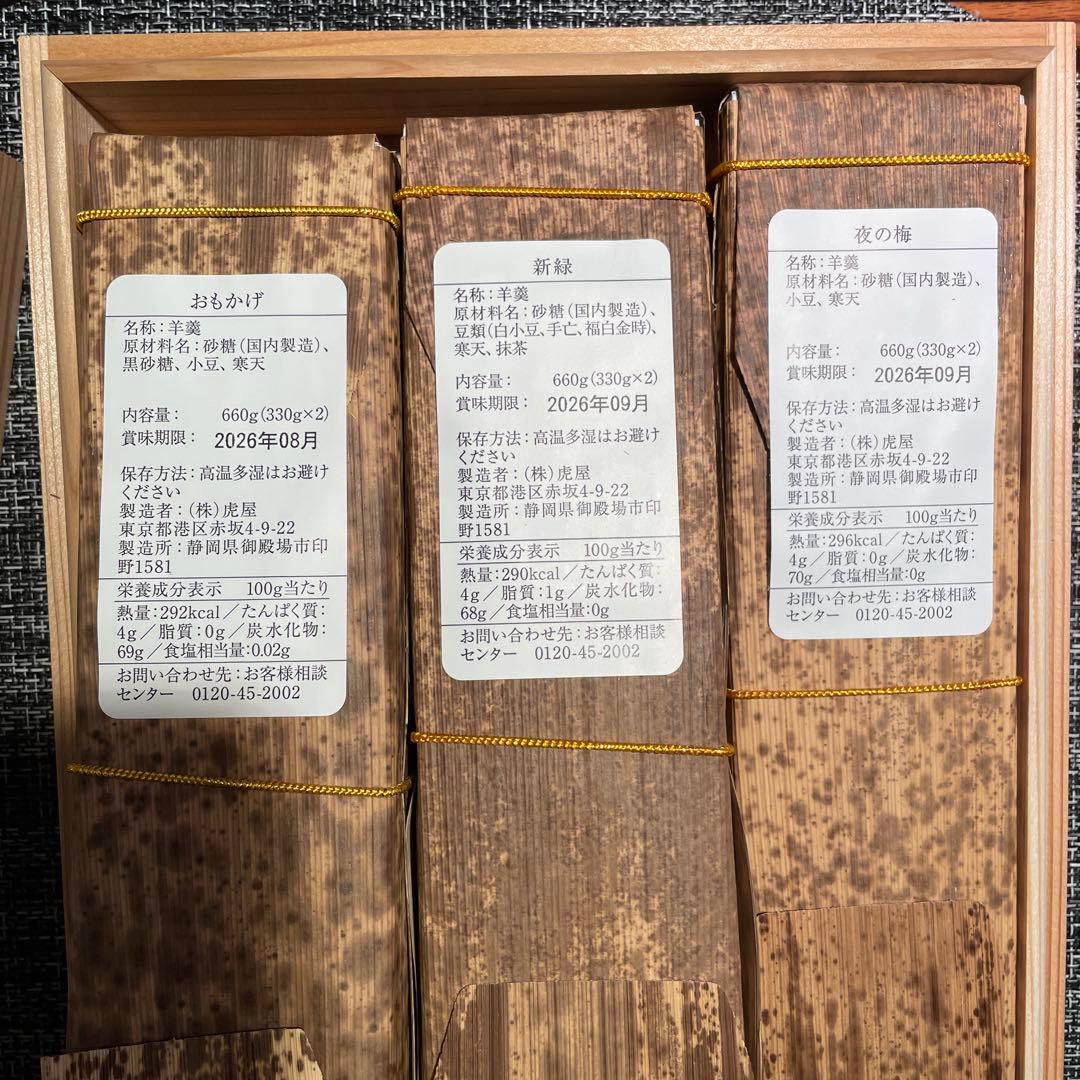 おもかげ
名称：羊羹
原材料名：砂糖（国内製造）、
黒砂糖、小豆、寒天
内容量： 660g（330g×2）
賞味期限： 2026年08月
保存方法：高温多湿はお避け
ください
製造者：（株）虎屋
東京都港区赤坂4-9-22
製造所：静岡県御殿場市印
野1581
栄養成分表示 100g当たり
熱量：292kcal／たんぱく質：
4g／脂質：0g／炭水化物：
69g／食塩相当量：0.02g
お問い合わせ先：お客様相談
センター 0120-45-2002
新緑
名称：羊羹
原材料名：砂糖（国内製造）、
豆類（白小豆、手亡、福白金時）、
寒天、抹茶
内容量： 660g（330g×2）
賞味期限： 2026年09月
保存方法：高温多湿はお避け
ください
製造者：（株）虎屋
東京都港区赤坂4-9-22
製造所：静岡県御殿場市印
野1581
栄養成分表示 100g当たり
熱量：290kcal／たんぱく質：
4g／脂質：1g／炭水化物：
68g／食塩相当量：0g
お問い合わせ先：お客様相談
センター 0120-45-2002
夜の梅
名称：羊羹
原材料名：砂糖（国内製造）、
小豆、寒天
内容量： 660g（330g×2）
賞味期限： 2026年09月
保存方法：高温多湿はお避け
ください
製造者：（株）虎屋
東京都港区赤坂4-9-22
製造所：静岡県御殿場市印
野1581
栄養成分表示 100g当たり
熱量：296kcal／たんぱく質：
4g／脂質：0g／炭水化物：
70g／食塩相当量：0g
お問い合わせ先：お客様相談
センター 0120-45-2002